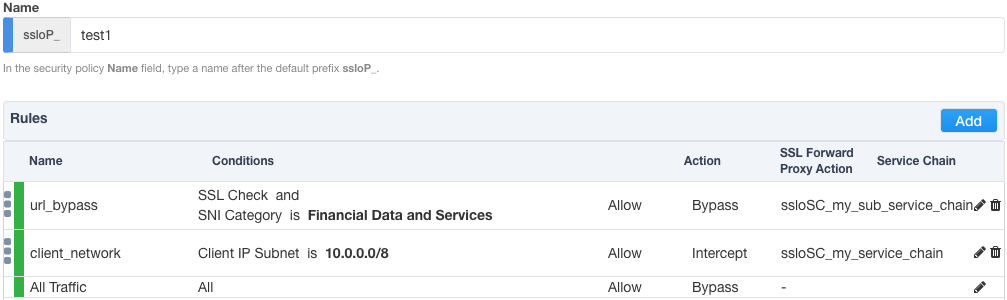 Name
ssloP_ test1
In the security policy Name field, type a name after the default prefix ssloP_.
Rules Add
Name Conditions Action SSL Forward Proxy Action Service Chain
url_bypass SSL Check and SNI Category is Financial Data and Services Allow Bypass ssloSC_my_sub_service_chain
client_network Client IP Subnet is 10.0.0.0/8 Allow Intercept ssloSC_my_service_chain
All Traffic All Allow Bypass -